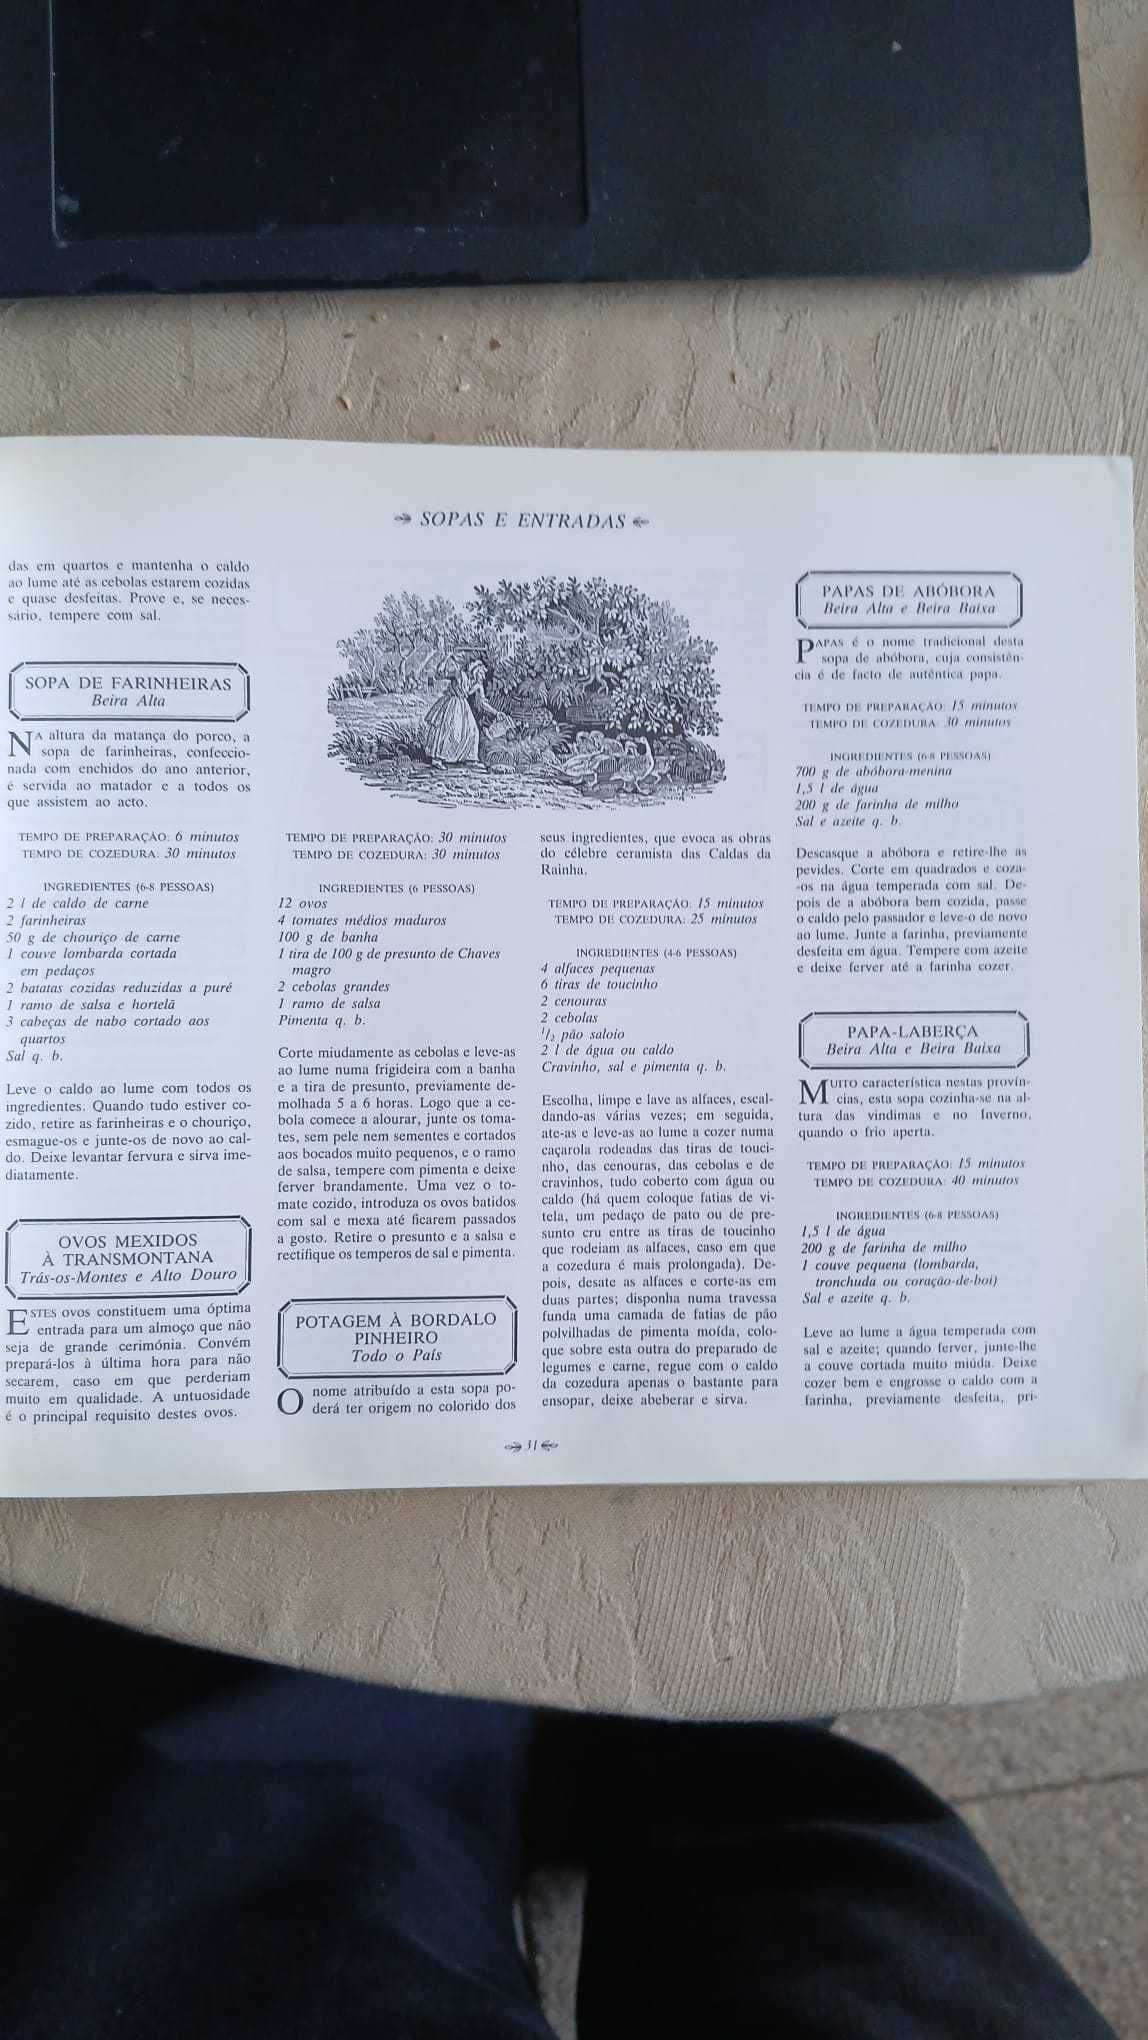 SOPAS E ENTRADAS
das em quartos e mantenha o caldo
ao lume até as cebolas estarem cozidas
e quase desfeitas. Prove e, se neces-
sário, tempere com sal.
SOPA DE FARINHEIRAS
Beira Alta
NA altura da matança do porco, a
sopa de farinheiras, confeccio-
nada com enchidos do ano anterior,
é servida ao matador e a todos os
que assistem ao acto.
TEMPO DE PREPARAÇÃO: 6 minutos
TEMPO DE COZEDURA: 30 minutos
INGREDIENTES (6-8 PESSOAS)
2 l de caldo de carne
2 farinheiras
50 g de chouriço de carne
1 couve lombarda cortada
em pedaços
2 batatas cozidas reduzidas a puré
1 ramo de salsa e hortelã
3 cabeças de nabo cortado aos
quartos
Sal q. b.
Leve o caldo ao lume com todos os
ingredientes. Quando tudo estiver co-
zido, retire as farinheiras e o chouriço,
esmague-os e junte-os de novo ao cal-
do. Deixe levantar fervura e sirva ime-
diatamente.
OVOS MEXIDOS
À TRANSMONTANA
Trás-os-Montes e Alto Douro
ESTES ovos constituem uma óptima
entrada para um almoço que não
seja de grande cerimónia. Convém
prepará-los à última hora para não
secarem, caso em que perderiam
muito em qualidade. A untuosidade
é o principal requisito destes ovos.
TEMPO DE PREPARAÇÃO: 30 minutos
TEMPO DE COZEDURA: 30 minutos
INGREDIENTES (6 PESSOAS)
12 ovos
4 tomates médios maduros
100 g de banha
1 tira de 100 g de presunto de Chaves
magro
2 cebolas grandes
1 ramo de salsa
Pimenta q. b.
Corte miudamente as cebolas e leve-as
ao lume numa frigideira com a banha
e a tira de presunto, previamente de-
molhada 5 a 6 horas. Logo que a ce-
bola comece a alourar, junte os toma-
tes, sem pele nem sementes e cortados
aos bocados muito pequenos, e o ramo
de salsa, tempere com pimenta e deixe
ferver brandamente. Uma vez o to-
mate cozido, introduza os ovos batidos
com sal e mexa até ficarem passados
a gosto. Retire o presunto e a salsa e
rectifique os temperos de sal e pimenta.
POTAGEM À BORDALO
PINHEIRO
Todo o País
O nome atribuído a esta sopa po-
derá ter origem no colorido dos
seus ingredientes, que evoca as obras
do célebre ceramista das Caldas da
Rainha.
TEMPO DE PREPARAÇÃO: 15 minutos
TEMPO DE COZEDURA: 25 minutos
INGREDIENTES (4-6 PESSOAS)
4 alfaces pequenas
6 tiras de toucinho
2 cenouras
2 cebolas
1/2 pão saloio
2 l de água ou caldo
Cravinho, sal e pimenta q. b.
Escolha, limpe e lave as alfaces, escal-
dando-as várias vezes; em seguida,
ate-as e leve-as ao lume a cozer numa
caçarola rodeadas das tiras de touci-
nho, das cenouras, das cebolas e de
cravinhos, tudo coberto com água ou
caldo (há quem coloque fatias de vi-
tela, um pedaço de pato ou de pre-
sunto cru entre as tiras de toucinho
que rodeiam as alfaces, caso em que
a cozedura é mais prolongada). De-
pois, desate as alfaces e corte-as em
duas partes; disponha numa travessa
funda uma camada de fatias de pão
polvilhadas de pimenta moída, colo-
que sobre esta outra do preparado de
legumes e carne, regue com o caldo
da cozedura apenas o bastante para
ensopar, deixe abeberar e sirva.
PAPAS DE ABÓBORA
Beira Alta e Beira Baixa
PAPAS é o nome tradicional desta
sopa de abóbora, cuja consistên-
cia é de facto de autêntica papa.
TEMPO DE PREPARAÇÃO: 15 minutos
TEMPO DE COZEDURA: 30 minutos
INGREDIENTES (6-8 PESSOAS)
700 g de abóbora-menina
1,5 l de água
200 g de farinha de milho
Sal e azeite q. b.
Descasque a abóbora e retire-lhe as
pevides. Corte em quadrados e coza-
-os na água temperada com sal. De-
pois de a abóbora bem cozida, passe
o caldo pelo passador e leve-o de novo
ao lume. Junte a farinha, previamente
desfeita em água. Tempere com azeite
e deixe ferver até a farinha cozer.
PAPA-LABERÇA
Beira Alta e Beira Baixa
MUITO característica nestas provín-
cias, esta sopa cozinha-se na al-
tura das vindimas e no Inverno,
quando o frio aperta.
TEMPO DE PREPARAÇÃO: 15 minutos
TEMPO DE COZEDURA: 40 minutos
INGREDIENTES (6-8 PESSOAS)
1,5 l de água
200 g de farinha de milho
1 couve pequena (lombarda,
tronchuda ou coração-de-boi)
Sal e azeite q. b.
Leve ao lume a água temperada com
sal e azeite; quando ferver, junte-lhe
a couve cortada muito miúda. Deixe
cozer bem e engrosse o caldo com a
farinha, previamente desfeita, pri-
31